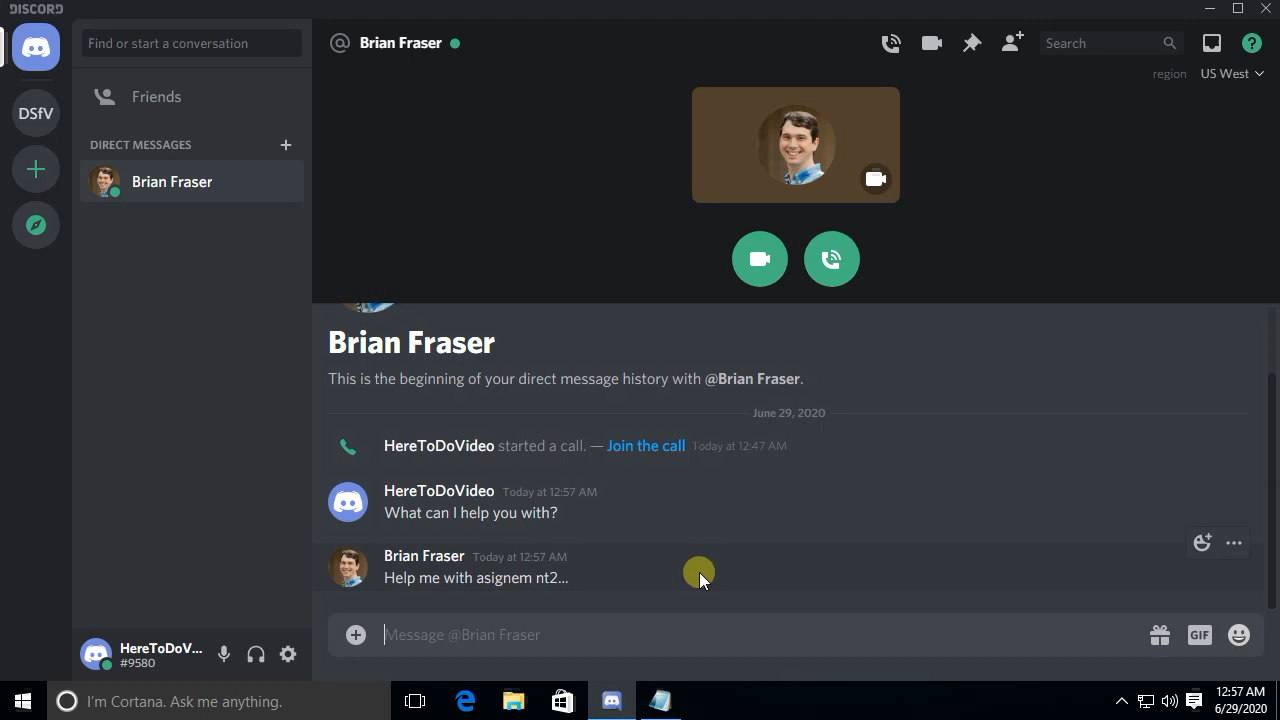 DISCORD
Find or start a conversation
Brian Fraser
Search
region US West
DSfV
Friends
DIRECT MESSAGES
Brian Fraser
Brian Fraser
This is the beginning of your direct message history with @Brian Fraser.
June 29, 2020
HereToDoVideo started a call. — Join the call Today at 12:47 AM
HereToDoVideo Today at 12:57 AM
What can I help you with?
Brian Fraser Today at 12:57 AM
Help me with asignem nt2...
Message @Brian Fraser
GIF
HereToDoV...
#9580
I'm Cortana. Ask me anything.
12:57 AM
6/29/2020